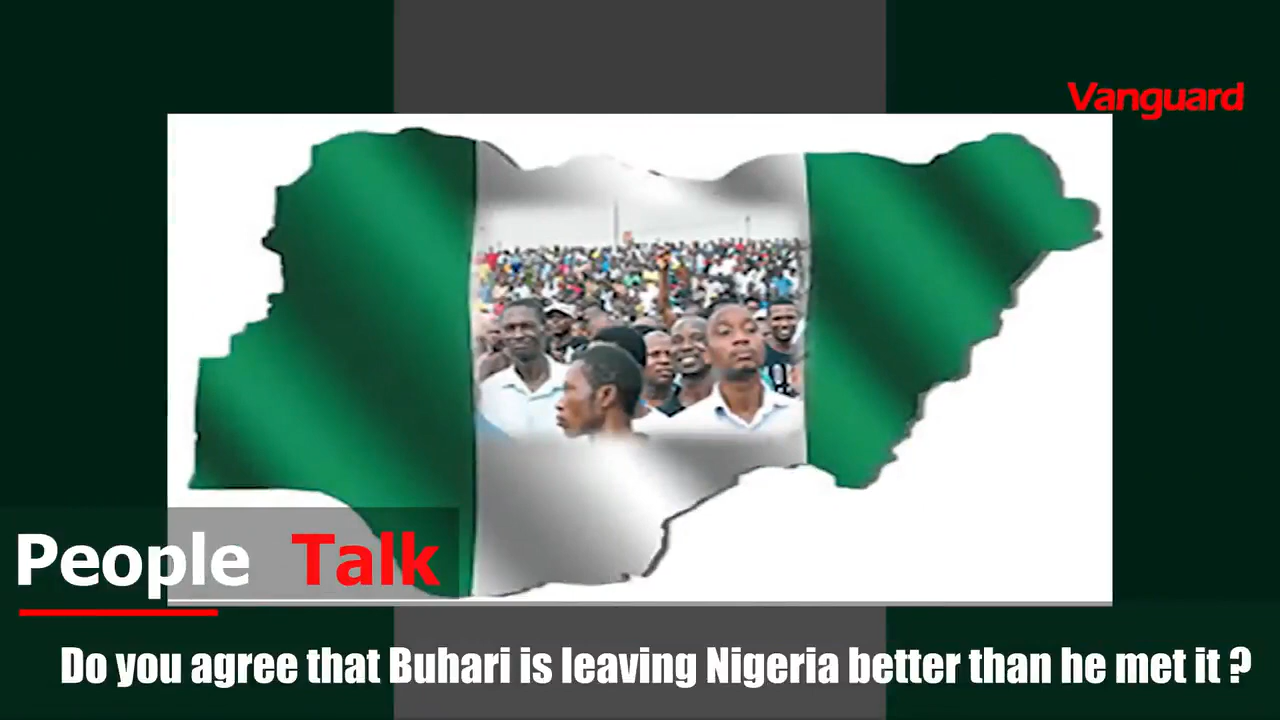 Vanguard
People Talk
Do you agree that Buhari is leaving Nigeria better than he met it ?